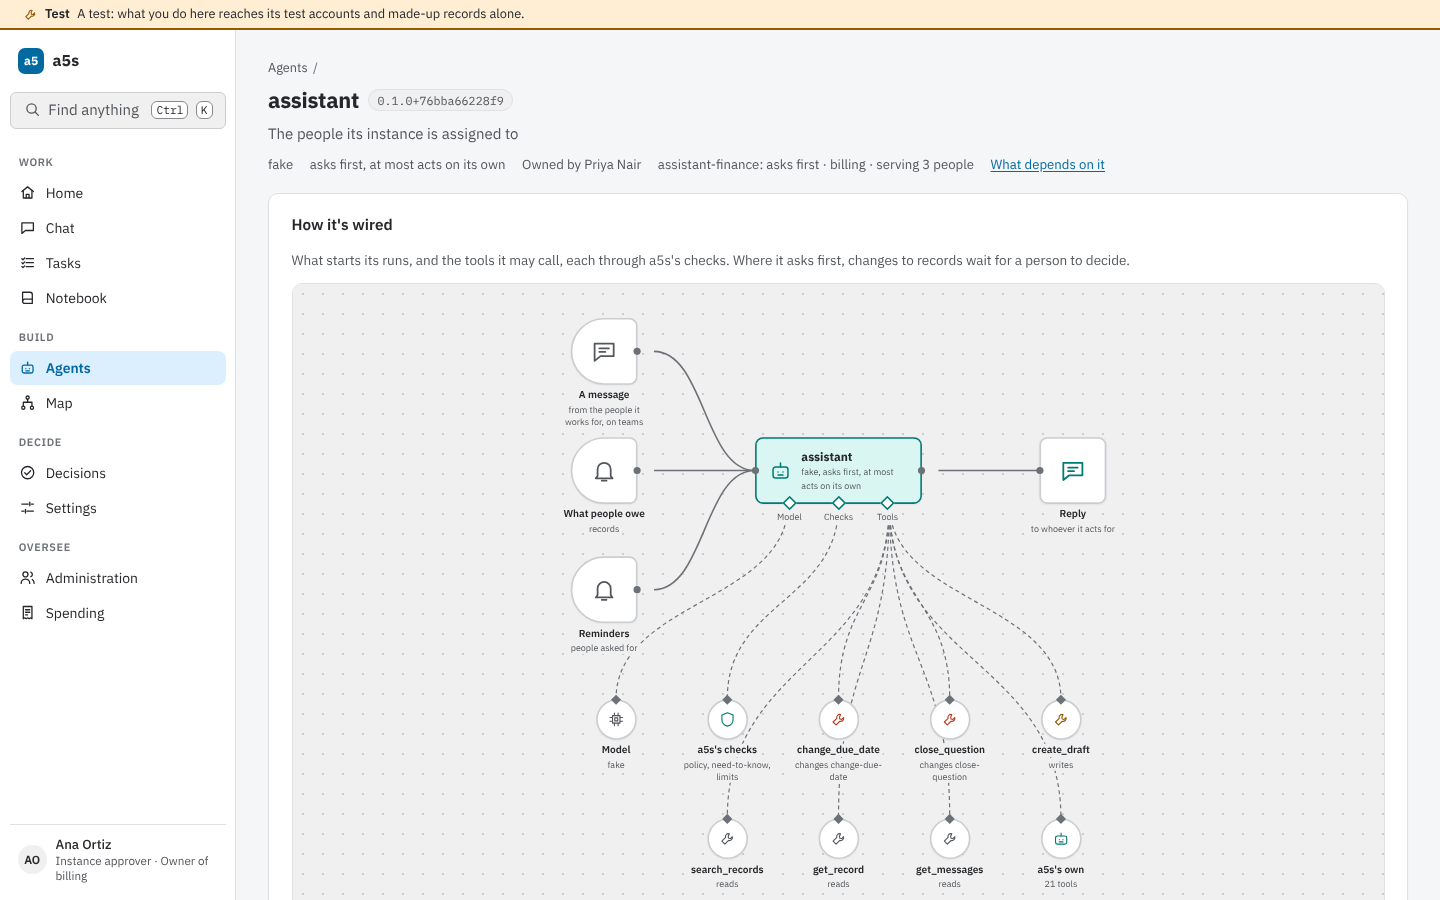 Test A test: what you do here reaches its test accounts and made-up records alone.
a5 a5s
Find anything Ctrl K
WORK
Home
Chat
Tasks
Notebook
BUILD
Agents
Map
DECIDE
Decisions
Settings
OVERSEE
Administration
Spending
AO
Ana Ortiz
Instance approver · Owner of
billing
Agents /
assistant 0.1.0+76bba66228f9
The people its instance is assigned to
fake asks first, at most acts on its own Owned by Priya Nair assistant-finance: asks first · billing · serving 3 people What depends on it
How it's wired
What starts its runs, and the tools it may call, each through a5s's checks. Where it asks first, changes to records wait for a person to decide.
A message
from the people it
works for, on teams
What people owe
records
Reminders
people asked for
assistant
fake, asks first, at most
acts on its own
Model Checks Tools
Reply
to whoever it acts for
Model
fake
a5s's checks
policy, need-to-know,
limits
change_due_date
changes change-due-
date
close_question
changes close-
question
create_draft
writes
search_records
reads
get_record
reads
get_messages
reads
a5s's own
21 tools